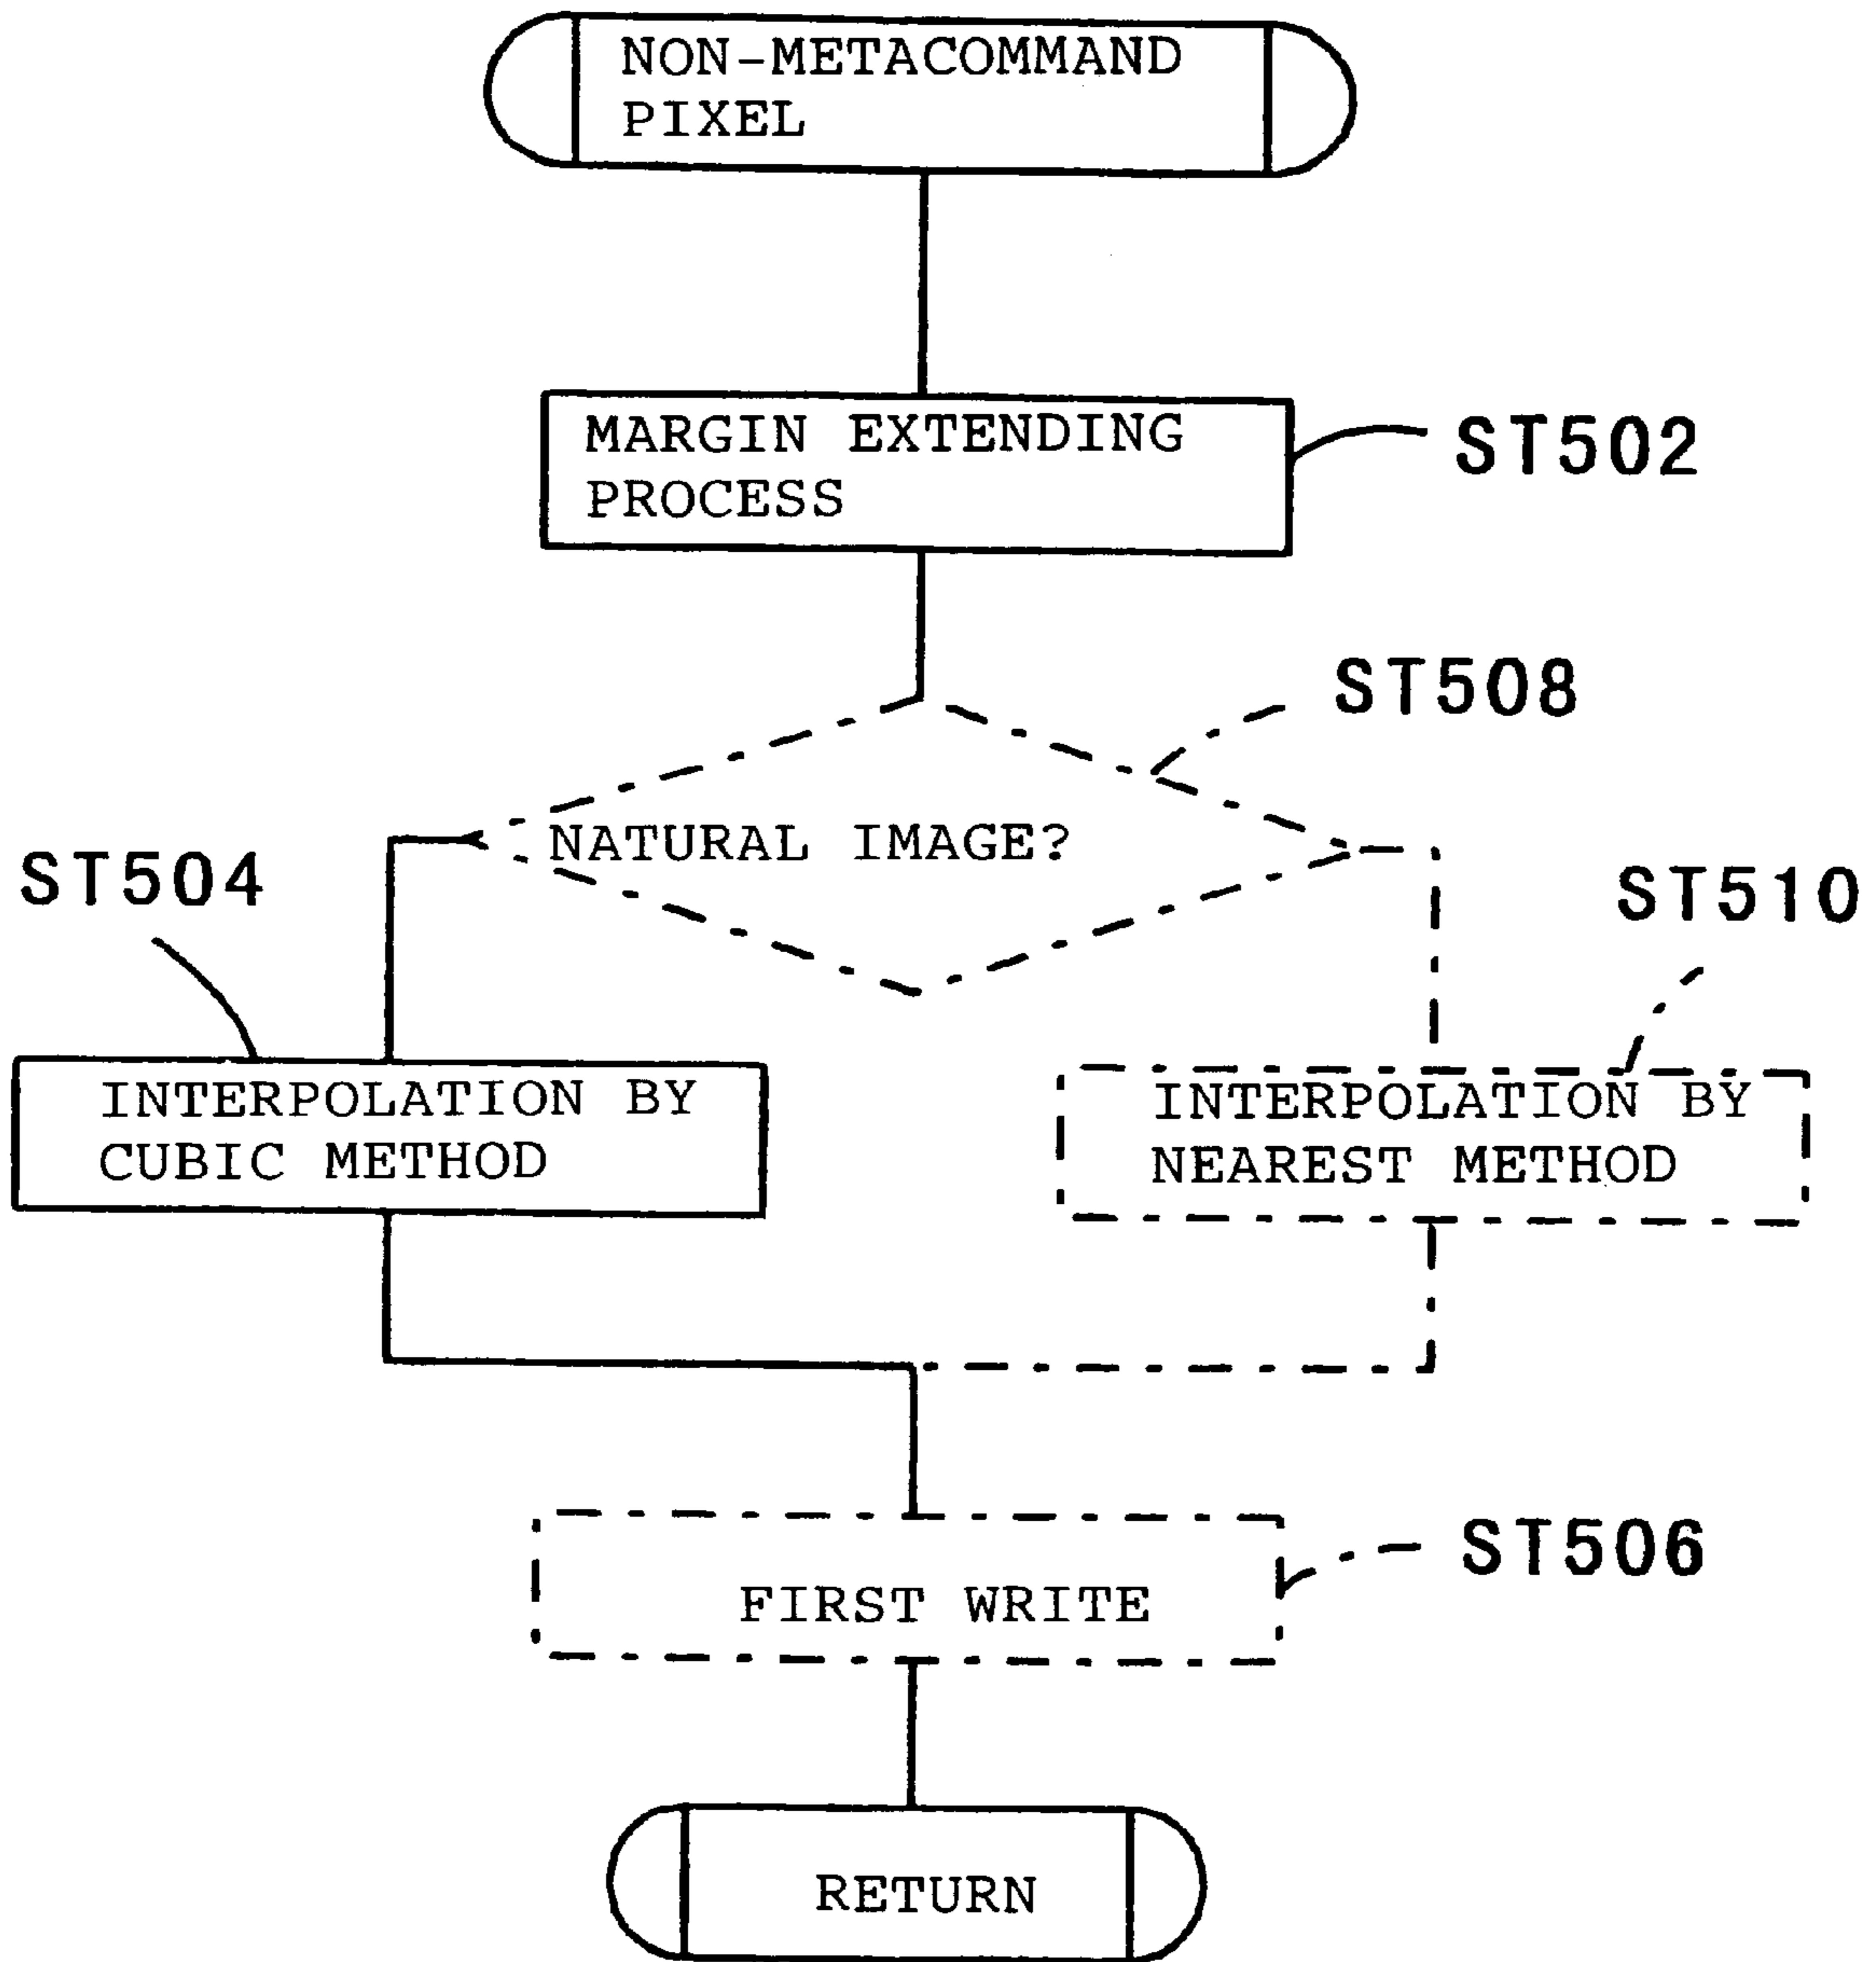 NON-METACOMMAND
PIXEL
MARGIN EXTENDING
PROCESS
ST502
ST508
NATURAL IMAGE?
ST504
ST510
INTERPOLATION BY
CUBIC METHOD
INTERPOLATION BY
NEAREST METHOD
FIRST WRITE
ST506
RETURN